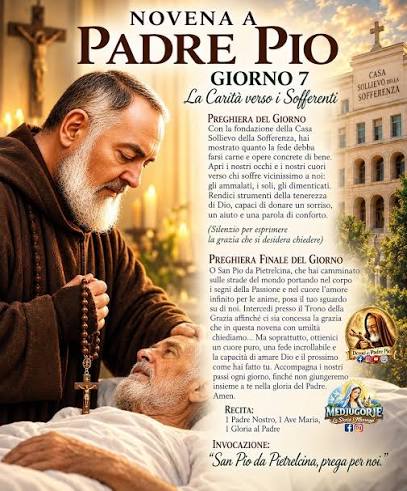 NOVENA A
PADRE PIO
GIORNO 7
La Carità verso i Sofferenti
CASA
SOLLIEVO DELLA
SOFFERENZA
PREGHIERA DEL GIORNO
Con la fondazione della Casa
Sollievo della Sofferenza, hai
mostrato quanto la fede debba
farsi carne e opere concrete di bene.
Apri i nostri occhi e i nostri cuori
verso chi soffre vicinissimo a noi:
gli ammalati, i soli, gli dimenticati.
Rendici strumenti della tenerezza
di Dio, capaci di donare un sorriso,
un aiuto e una parola di conforto.
(Silenzio per esprimere
la grazia che si desidera chiedere)
PREGHIERA FINALE DEL GIORNO
O San Pio da Pietrelcina, che hai camminato
sulle strade del mondo portando nel corpo
i segni della Passione e nel cuore l'amore
infinito per le anime, posa il tuo sguardo
su di noi. Intercedi presso il Trono della
Grazia affinché ci sia concessa la grazia
che in questa novena con umiltà
chiediamo... Ma soprattutto, ottienici
un cuore puro, una fede incrollabile e
la capacità di amare Dio e il prossimo
come hai fatto tu. Accompagna i nostri
passi ogni giorno, finché non giungeremo
insieme a te nella gloria del Padre.
Amen.
Devoti a Padre Pio
RECITA:
1 Padre Nostro, 1 Ave Maria,
1 Gloria al Padre
MEDJUGORJE
INVOCAZIONE:
"San Pio da Pietrelcina, prega per noi."